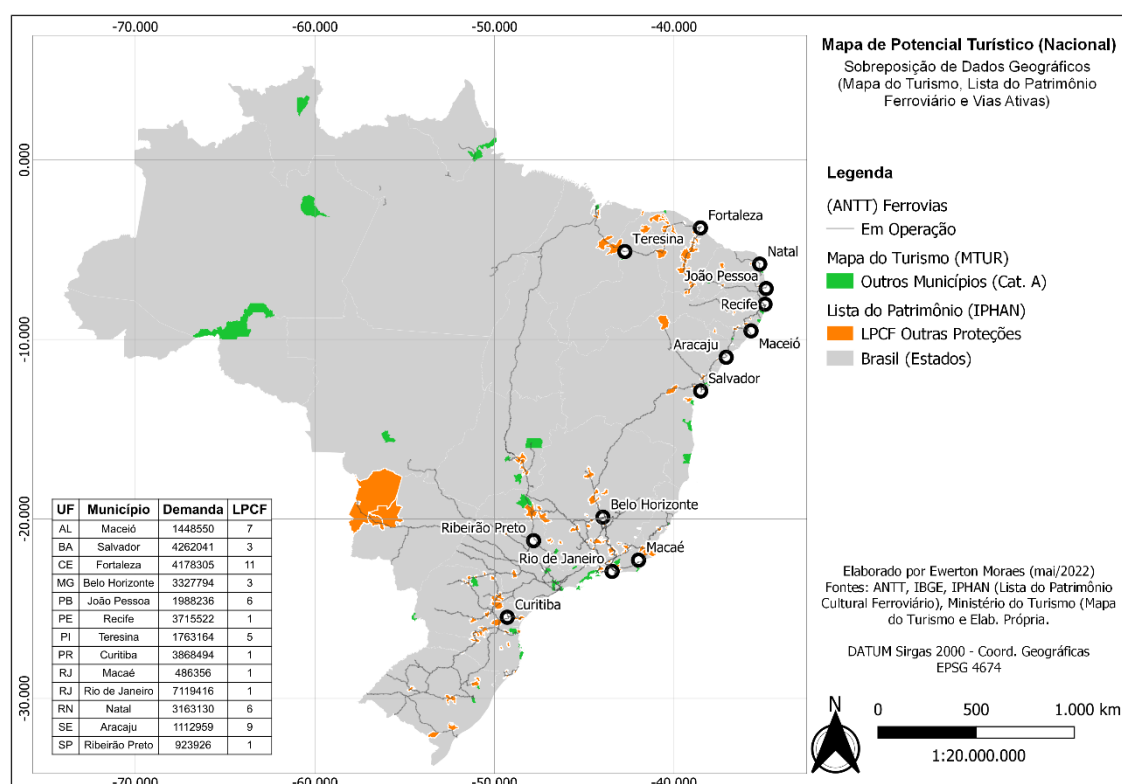 -70.000 -60.000 -50.000 -40.000
Mapa de Potencial Turístico (Nacional)
Sobreposição de Dados Geográficos
(Mapa do Turismo, Lista do Patrimônio
Ferroviário e Vias Ativas)
Legenda
(ANTT) Ferrovias
Em Operação
Mapa do Turismo (MTUR)
Outros Municípios (Cat. A)
Lista do Patrimônio (IPHAN)
LPCF Outras Proteções
Brasil (Estados)
0.000
-10.000
-20.000
-30.000
Fortaleza
Teresina
Natal
João Pessoa
Recife
Maceió
Aracaju
Salvador
Belo Horizonte
Ribeirão Preto
Macaé
Rio de Janeiro
Curitiba
UF Município Demanda LPCF
AL Maceió 1448550 7
BA Salvador 4262041 3
CE Fortaleza 4178305 11
MG Belo Horizonte 3327794 3
PB João Pessoa 1988236 6
PE Recife 3715522 1
PI Teresina 1763164 5
PR Curitiba 3868494 1
RJ Macaé 486356 1
RJ Rio de Janeiro 7119416 1
RN Natal 3163130 6
SE Aracaju 1112959 9
SP Ribeirão Preto 923926 1
Elaborado por Ewerton Moraes (mai/2022)
Fontes: ANTT, IBGE, IPHAN (Lista do Patrimônio
Cultural Ferroviário), Ministério do Turismo (Mapa
do Turismo e Elab. Própria.
DATUM Sirgas 2000 - Coord. Geográficas
EPSG 4674
N
0 500 1.000 km
1:20.000.000
-70.000 -60.000 -50.000 -40.000